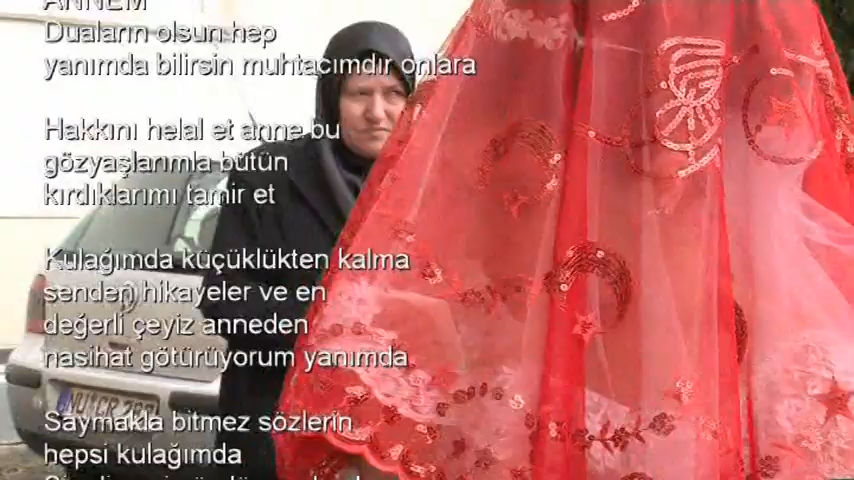 ANNEM
Duaların olsun hep
yanımda bilirsin muhtacımdır onlara
Hakkını helal et anne bu
gözyaşlarımla bütün
kırdıklarımı tamir et
Kulağımda küçüklükten kalma
senden hikayeler ve en
değerli çeyiz anneden
nasihat götürüyorum yanımda
Saymakla bitmez sözlerin
hepsi kulağımda